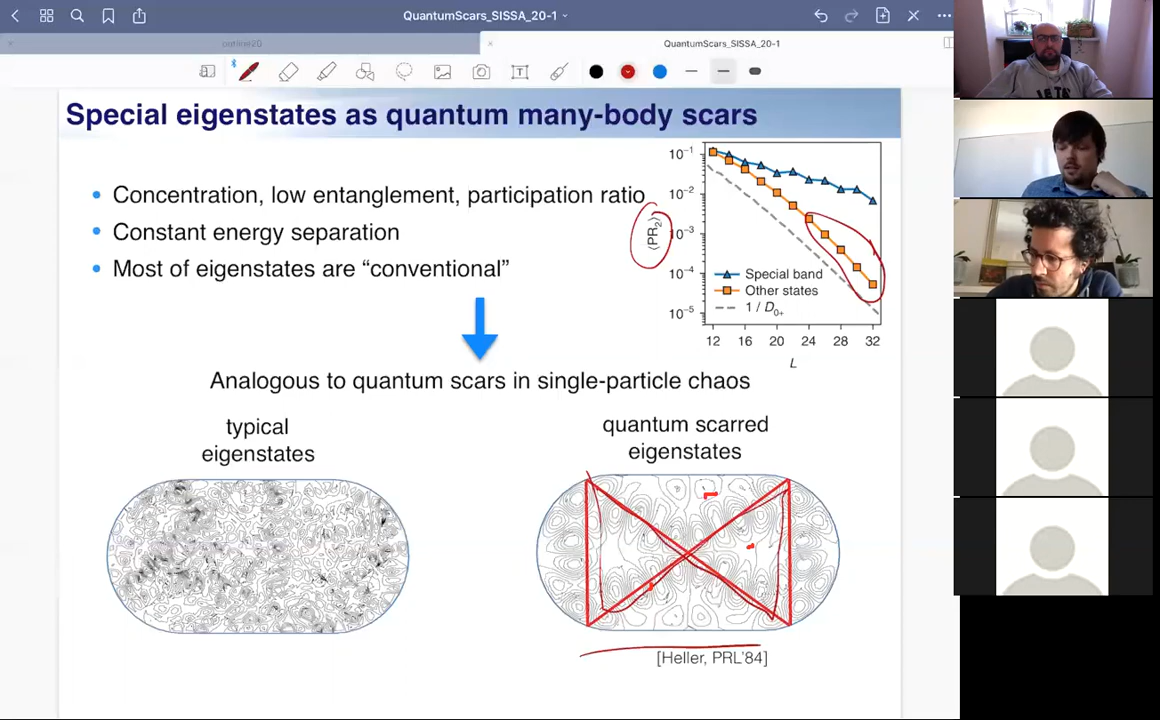 QuantumScars_SISSA_20-1
outline2D
QuantumScars_SISSA_20-1
Special eigenstates as quantum many-body scars
• Concentration, low entanglement, participation ratio
• Constant energy separation
• Most of eigenstates are “conventional”
⟨PR₂⟩
10⁻¹
10⁻²
10⁻³
10⁻⁴
10⁻⁵
Special band
Other states
1 / D₀₊
12 16 20 24 28 32
L
Analogous to quantum scars in single-particle chaos
typical
eigenstates
quantum scarred
eigenstates
[Heller, PRL'84]